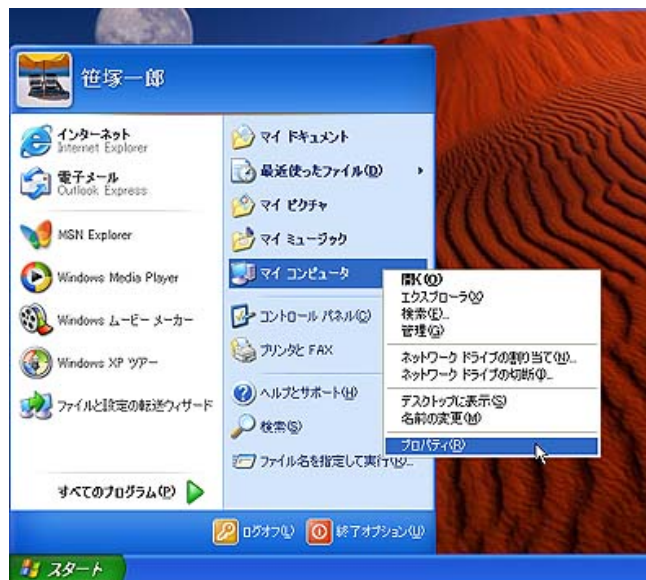 笹塚一郎
インターネット
Internet Explorer
電子メール
Outlook Express
MSN Explorer
Windows Media Player
Windows ムービー メーカー
Windows XP ツアー
ファイルと設定の転送ウィザード
すべてのプログラム(P)
マイ ドキュメント
最近使ったファイル(D)
マイ ピクチャ
マイ ミュージック
マイ コンピュータ
コントロール パネル(C)
プリンタと FAX
ヘルプとサポート(H)
検索(S)
ファイル名を指定して実行(R)...
開く(O)
エクスプローラ(X)
検索(E)...
管理(G)
ネットワーク ドライブの割り当て(N)...
ネットワーク ドライブの切断(I)...
デスクトップに表示(S)
名前の変更(M)
プロパティ(R)
ログオフ(L)
終了オプション(U)
スタート